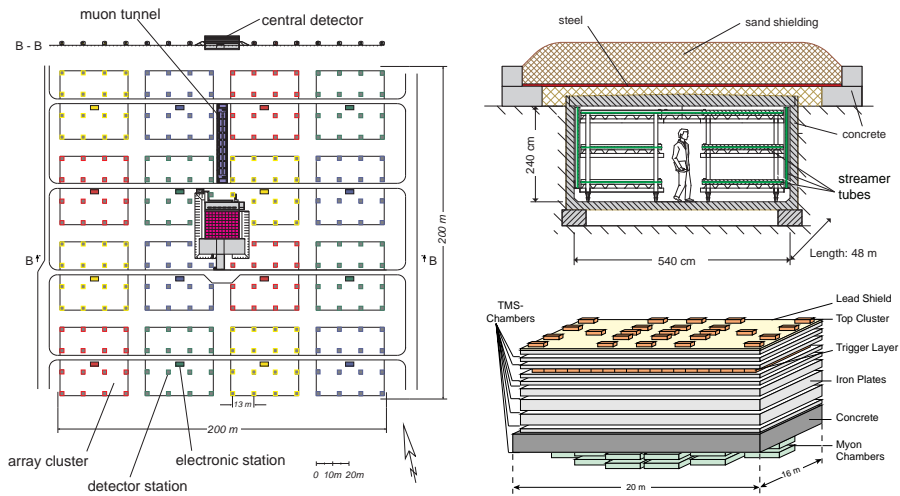 muon tunnel
central detector
B - B
B
B
200 m
13 m
200 m
array cluster
electronic station
detector station
0 10m 20m
steel
sand shielding
240 cm
concrete
streamer
tubes
540 cm
Length: 48 m
TMS-
Chambers
Lead Shield
Top Cluster
Trigger Layer
Iron Plates
Concrete
Myon
Chambers
20 m
16 m